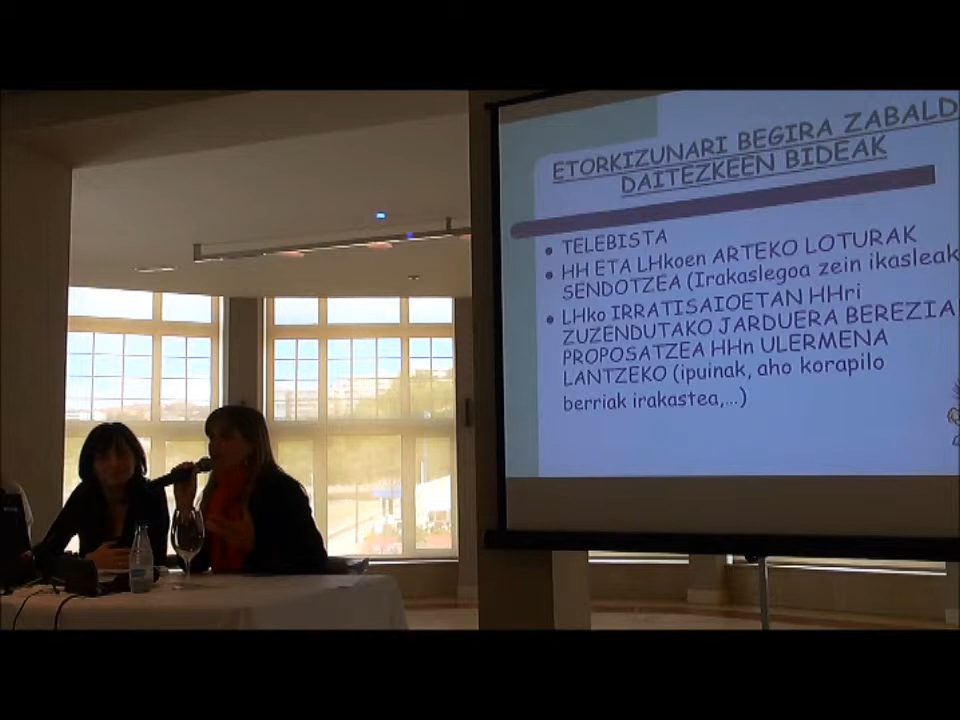 ETORKIZUNARI BEGIRA ZABALD
DAITEZKEEN BIDEAK
• TELEBISTA
• HH ETA LHkoen ARTEKO LOTURAK
SENDOTZEA (Irakaslegoa zein ikasleak
• LHko IRRATISAIOETAN HHri
ZUZENDUTAKO JARDUERA BEREZIA
PROPOSATZEA HHn ULERMENA
LANTZEKO (ipuinak, aho korapilo
berriak irakastea,...)